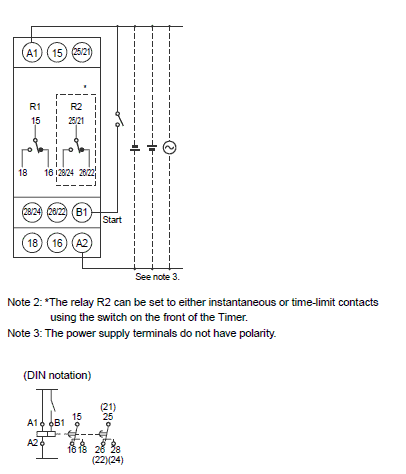 A1 15 25/21
*
R1 R2
15 25/21
18 16 28/24 26/22
28/24 26/22 B1
Start
18 16 A2
See note 3.
Note 2: *The relay R2 can be set to either instantaneous or time-limit contacts
using the switch on the front of the Timer.
Note 3: The power supply terminals do not have polarity.
(DIN notation)
(21)
15 25
A1 B1
A2
16 18 26 28
(22)(24)